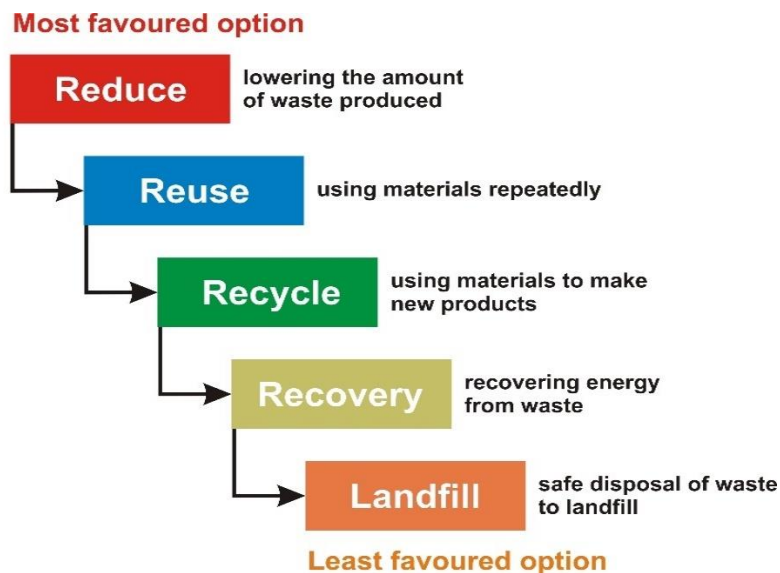 Most favoured option
Reduce
lowering the amount
of waste produced
Reuse
using materials repeatedly
Recycle
using materials to make
new products
Recovery
recovering energy
from waste
Landfill
safe disposal of waste
to landfill
Least favoured option